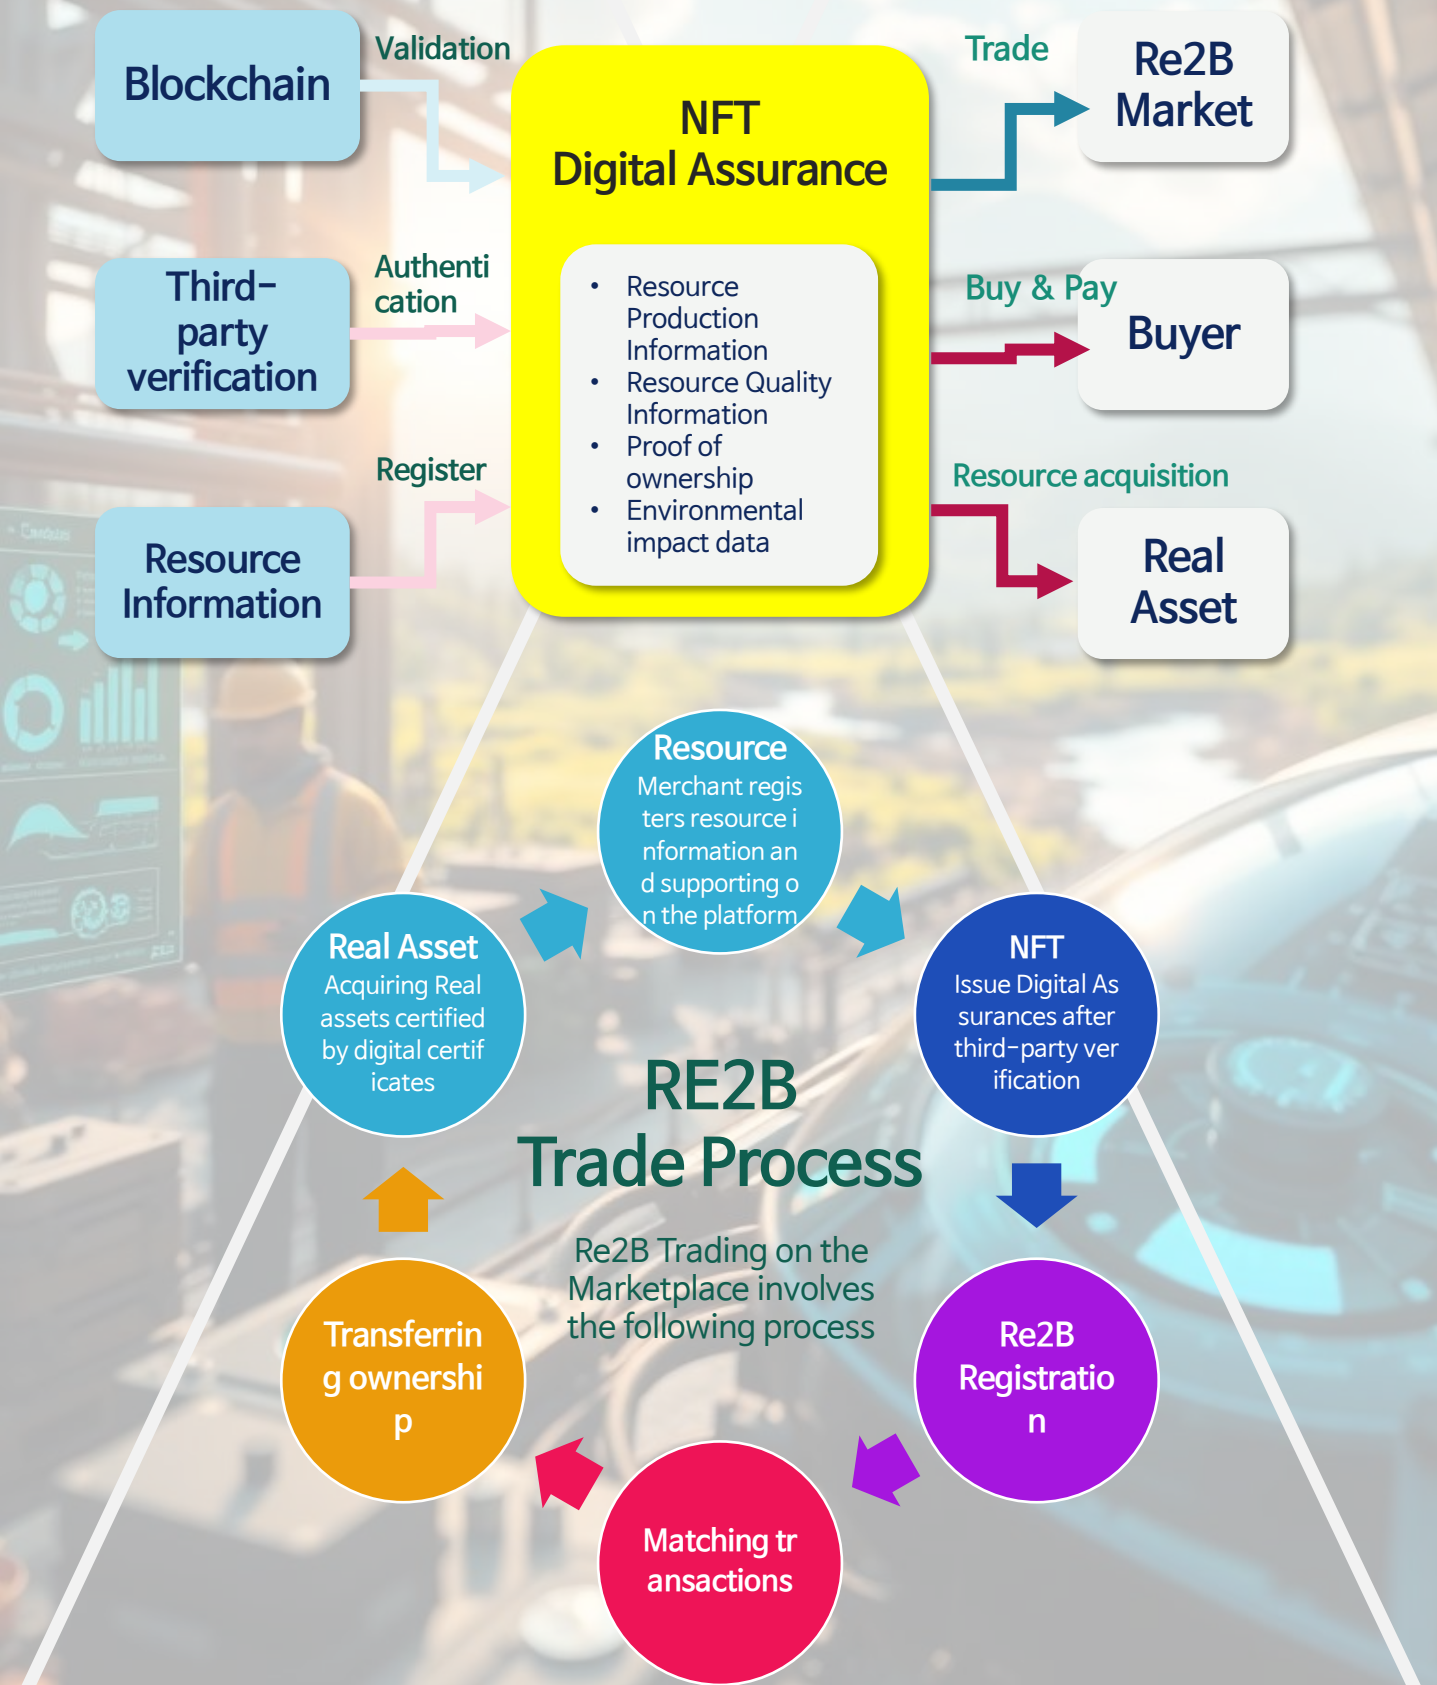 Blockchain
Validation
NFT
Digital Assurance
Trade
Re2B
Market
Third-
party
verification
Authenti
cation
• Resource
Production
Information
• Resource Quality
Information
• Proof of
ownership
• Environmental
impact data
Buy & Pay
Buyer
Register
Resource
Information
Resource acquisition
Real
Asset
Resource
Merchant regis
ters resource i
nformation an
d supporting o
n the platform
Real Asset
Acquiring Real
assets certified
by digital certif
icates
NFT
Issue Digital As
surances after
third-party ver
ification
RE2B
Trade Process
Re2B Trading on the
Marketplace involves
the following process
Transferrin
g ownershi
p
Re2B
Registratio
n
Matching tr
ansactions